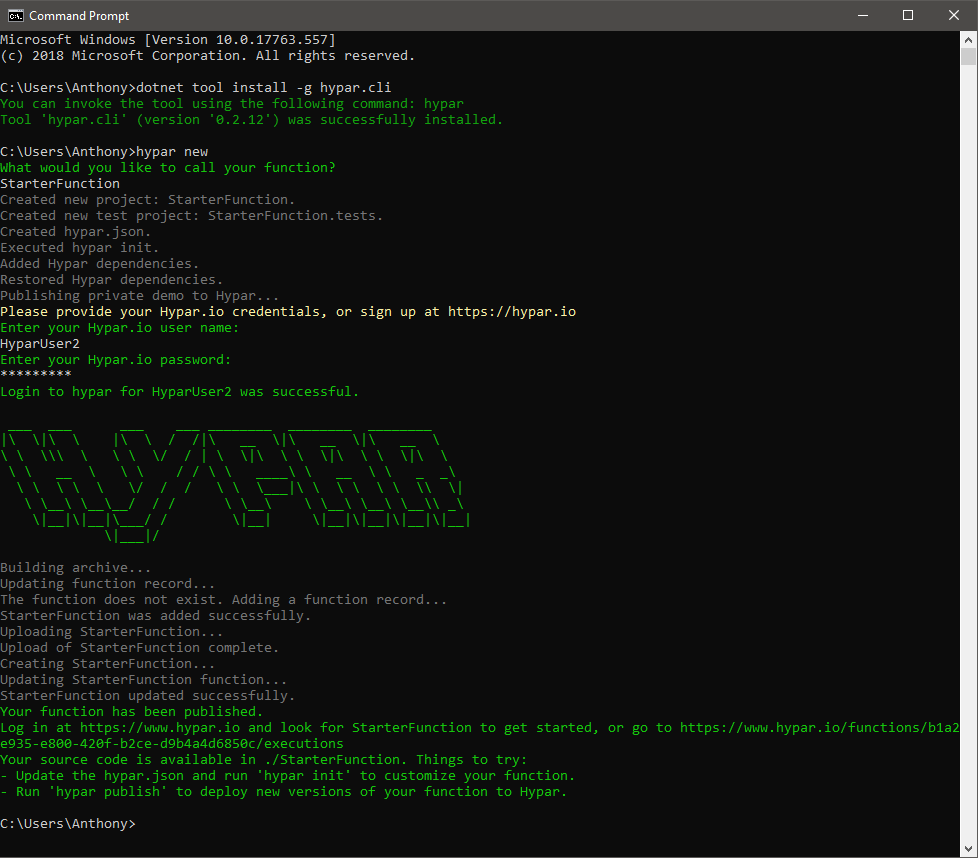 Command Prompt
Microsoft Windows [Version 10.0.17763.557]
(c) 2018 Microsoft Corporation. All rights reserved.
C:\Users\Anthony>dotnet tool install -g hypar.cli
You can invoke the tool using the following command: hypar
Tool 'hypar.cli' (version '0.2.12') was successfully installed.
C:\Users\Anthony>hypar new
What would you like to call your function?
StarterFunction
Created new project: StarterFunction.
Created new test project: StarterFunction.tests.
Created hypar.json.
Executed hypar init.
Added Hypar dependencies.
Restored Hypar dependencies.
Publishing private demo to Hypar...
Please provide your Hypar.io credentials, or sign up at https://hypar.io
Enter your Hypar.io user name:
HyparUser2
Enter your Hypar.io password:
*********
Login to hypar for HyparUser2 was successful.
HYPAR
Building archive...
Updating function record...
The function does not exist. Adding a function record...
StarterFunction was added successfully.
Uploading StarterFunction...
Upload of StarterFunction complete.
Creating StarterFunction...
Updating StarterFunction function...
StarterFunction updated successfully.
Your function has been published.
Log in at https://www.hypar.io and look for StarterFunction to get started, or go to https://www.hypar.io/functions/b1a2
e935-e800-420f-b2ce-d9b4a4d6850c/executions
Your source code is available in ./StarterFunction. Things to try:
- Update the hypar.json and run 'hypar init' to customize your function.
- Run 'hypar publish' to deploy new versions of your function to Hypar.
C:\Users\Anthony>